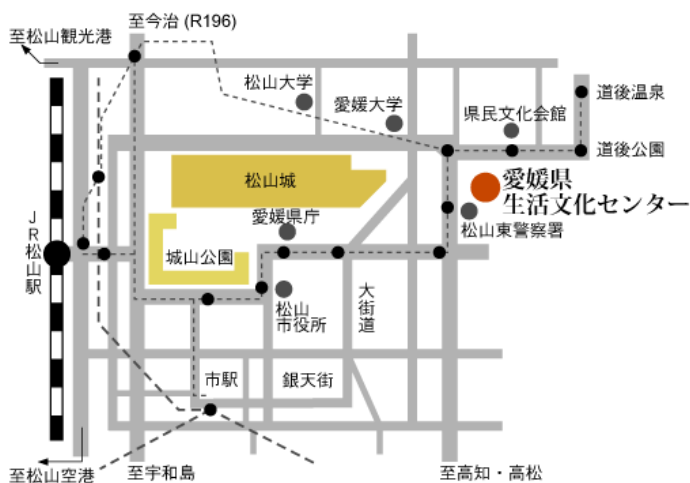 至今治 (R196)
至松山観光港
松山大学
愛媛大学
県民文化会館
道後温泉
道後公園
松山城
愛媛県
生活文化センター
愛媛県庁
松山東警察署
JR松山駅
城山公園
松山
市役所
大街道
市駅
銀天街
至松山空港
至宇和島
至高知・高松